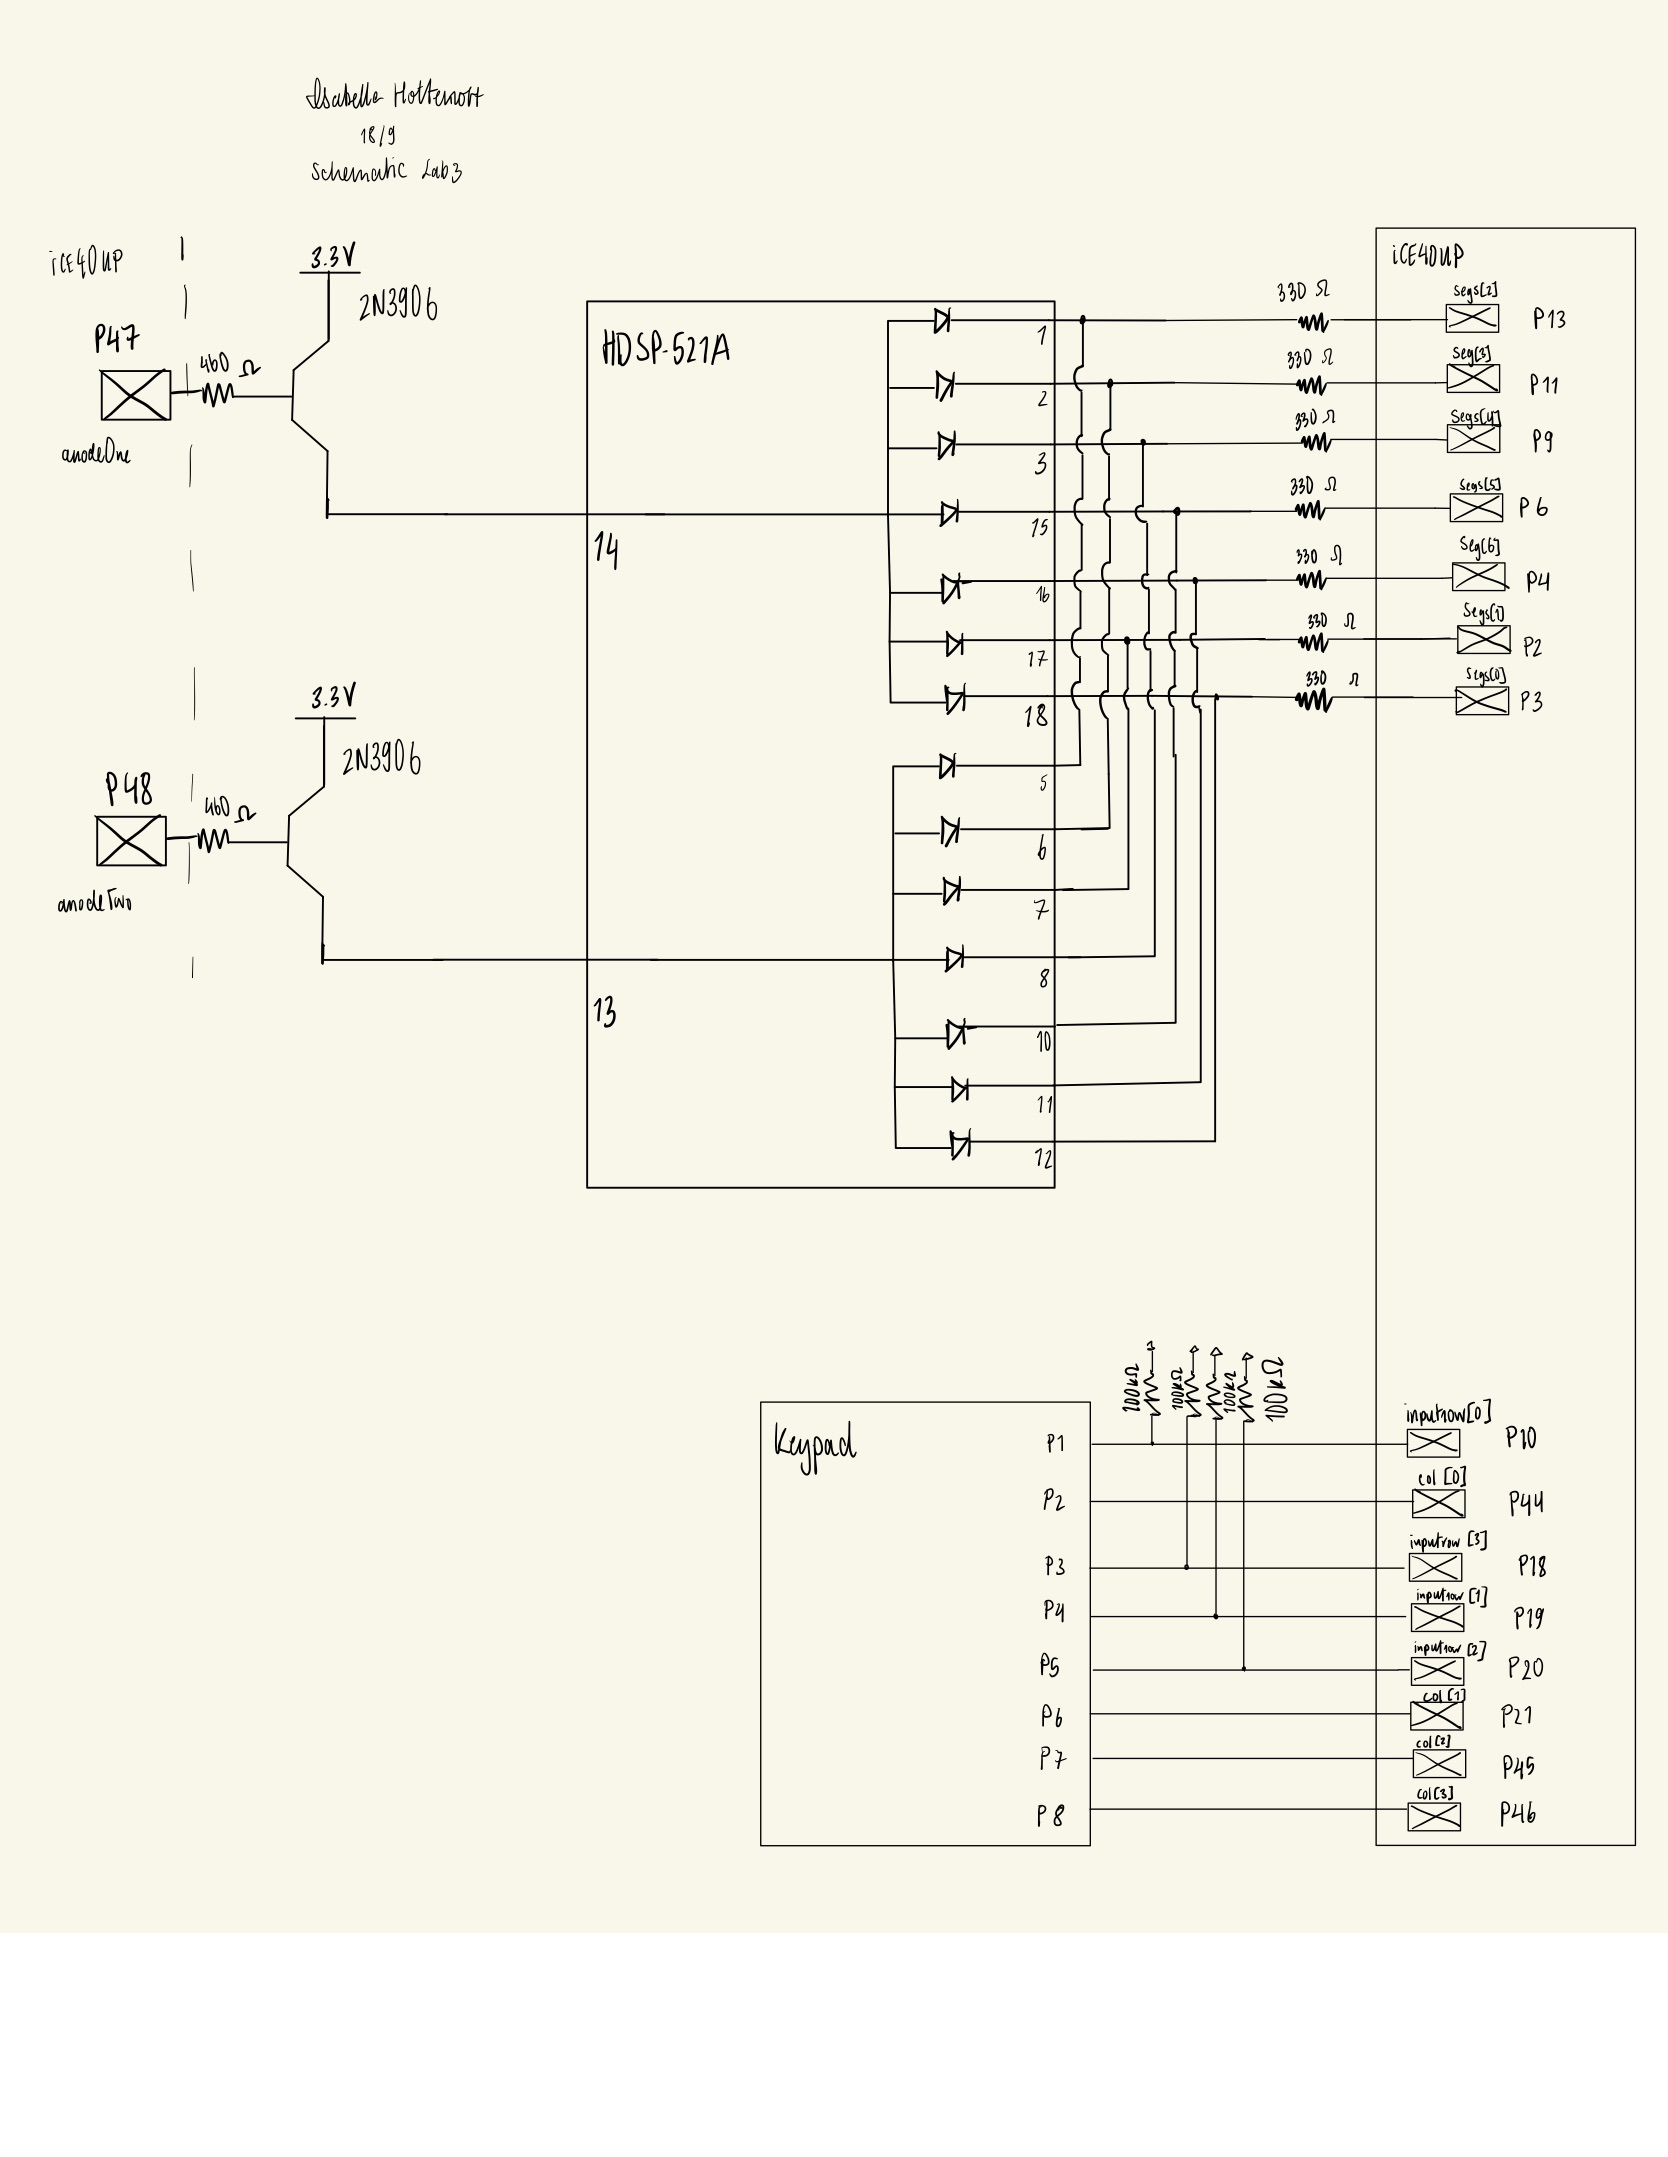 Isabella Hottenrott
18/9
Schematic Lab3
iCE40UP
3.3V
2N3906
P47
460 Ω
anodeOne
3.3V
2N3906
P48
460 Ω
anodeTwo
HDSP-521A
14
13
1
2
3
15
16
17
18
5
6
7
8
10
11
12
330 Ω
330 Ω
330 Ω
330 Ω
330 Ω
330 Ω
330 Ω
iCE40UP
segs[2]
P13
seg[3]
P11
segs[4]
P9
segs[5]
P6
Seg[6]
P4
Segs[1]
P2
segs[0]
P3
Keypad
P1
P2
P3
P4
P5
P6
P7
P8
100kΩ
100kΩ
100kΩ
100kΩ
inputrow[0]
P10
col [0]
P44
inputrow [3]
P18
inputrow [1]
P19
inputrow [2]
P20
col[1]
P21
col[2]
P45
col[3]
P46